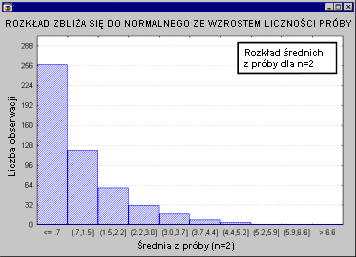 ROZKŁAD ZBLIŻA SIĘ DO NORMALNEGO ZE WZROSTEM LICZNOŚCI PRÓBY
Rozkład średnich
z próby dla n=2
Liczba obserwacji
288
256
224
192
160
128
96
64
32
0
<= .7 (.7,1.5] (1.5,2.2] (2.2,3.0] (3.0,3.7] (3.7,4.4] (4.4,5.2] (5.2,5.9] (5.9,6.6] > 6.6
Średnia z próby (n=2)